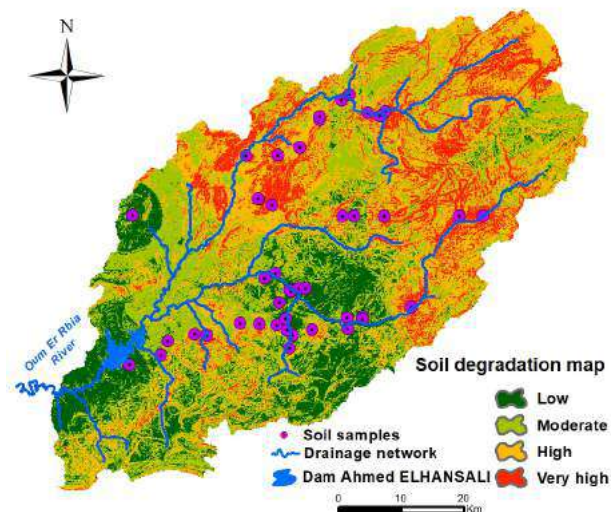 N
Oum Er Rbia
River
Soil degradation map
Low
Moderate
High
Very high
Soil samples
Drainage network
Dam Ahmed ELHANSALI
0 10 20
Km